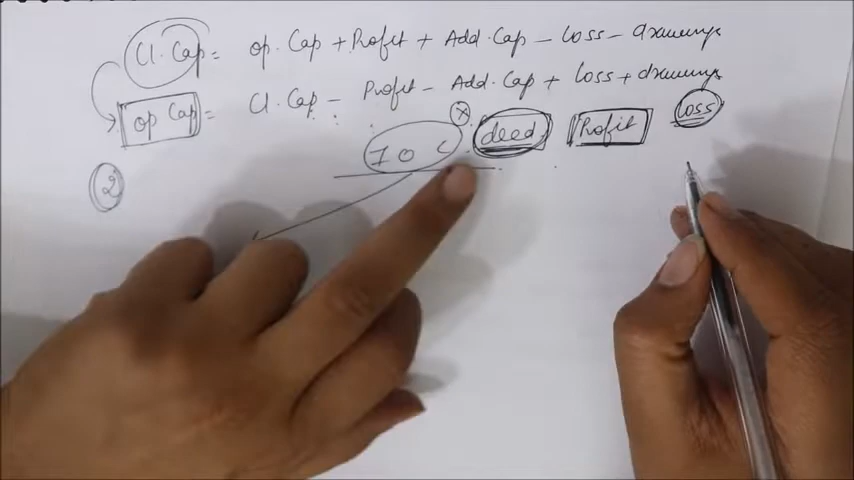 Cl. Cap = op. Cap + Profit + Add. Cap - loss - drawings
op Cap = Cl. Cap - Profit - Add. Cap + loss + drawings
I O C x deed Profit loss
2